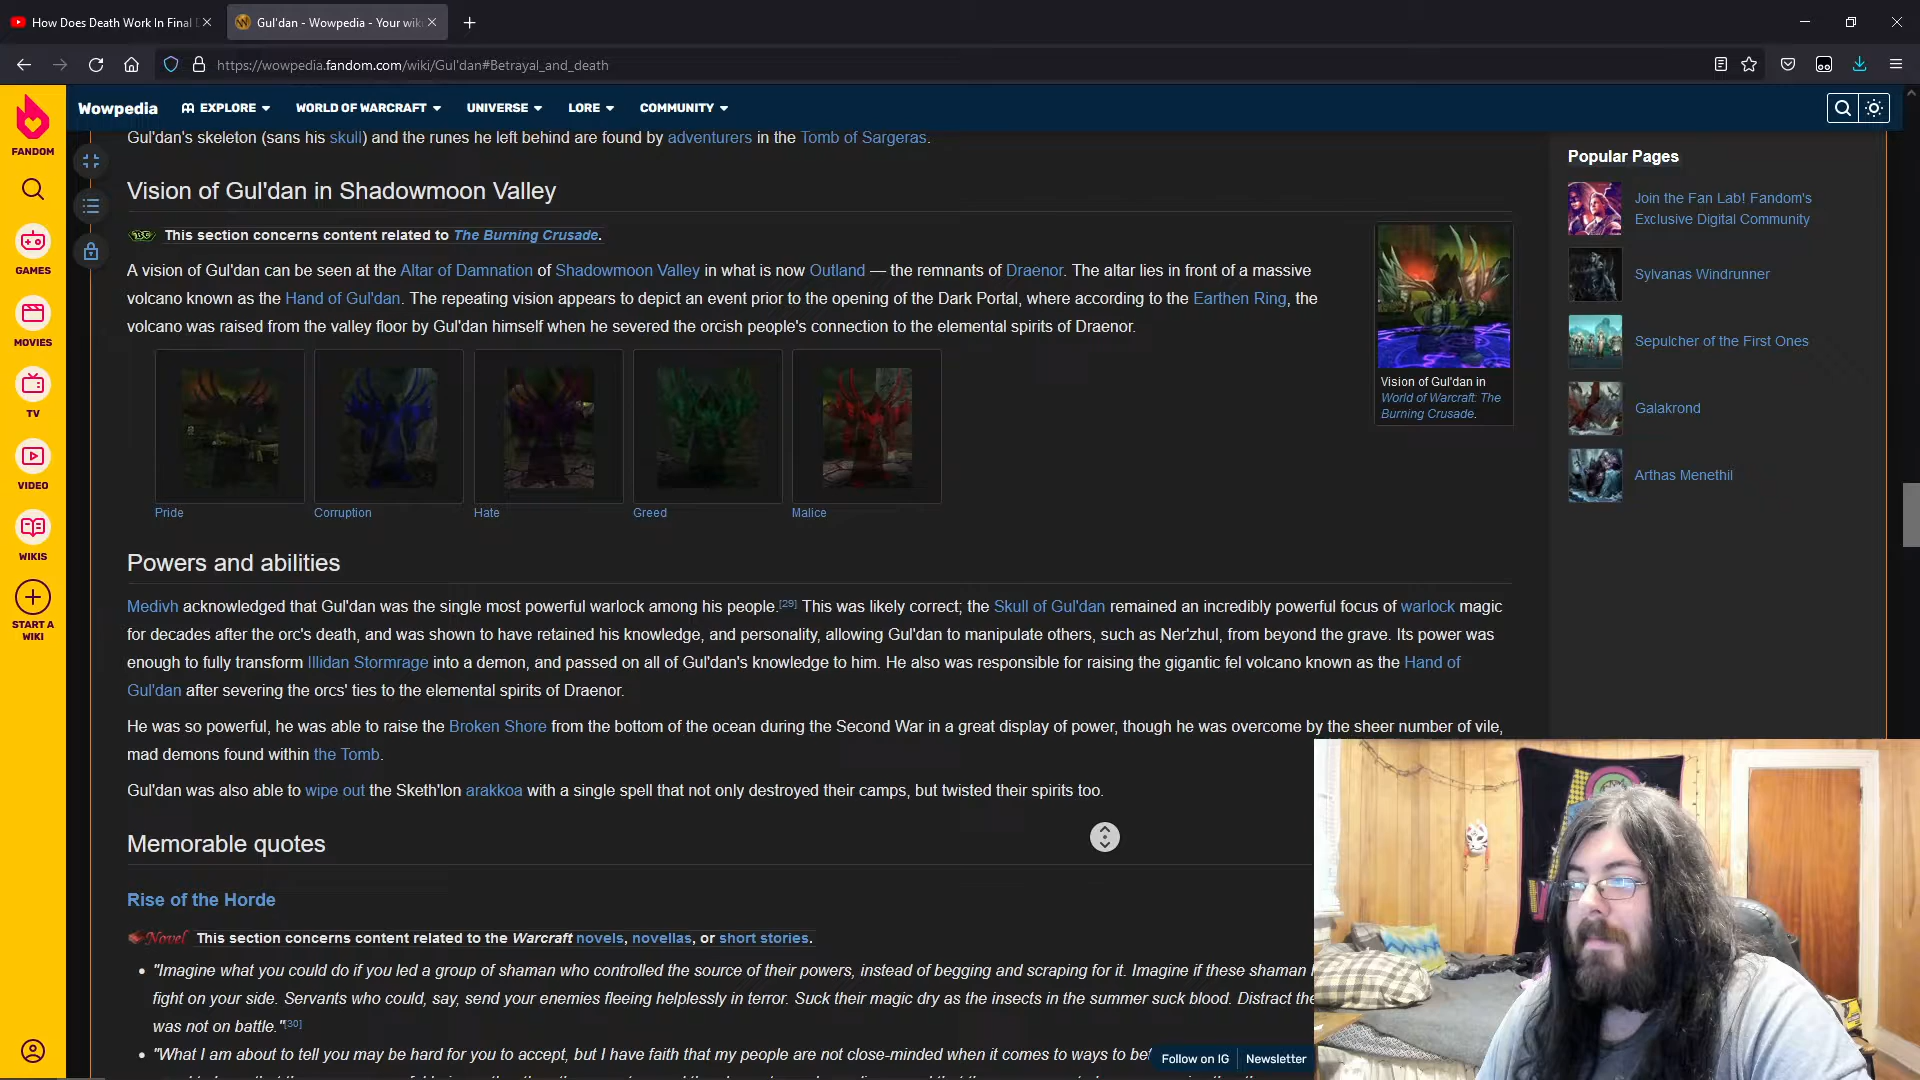 How Does Death Work In Final
Gul'dan - Wowpedia - Your wiki
https://wowpedia.fandom.com/wiki/Gul'dan#Betrayal_and_death
Wowpedia
EXPLORE
WORLD OF WARCRAFT
UNIVERSE
LORE
COMMUNITY
FANDOM
GAMES
MOVIES
TV
VIDEO
WIKIS
START A
WIKI
Gul'dan's skeleton (sans his skull) and the runes he left behind are found by adventurers in the Tomb of Sargeras.
Vision of Gul'dan in Shadowmoon Valley
BC
This section concerns content related to The Burning Crusade.
A vision of Gul'dan can be seen at the Altar of Damnation of Shadowmoon Valley in what is now Outland — the remnants of Draenor. The altar lies in front of a massive
volcano known as the Hand of Gul'dan. The repeating vision appears to depict an event prior to the opening of the Dark Portal, where according to the Earthen Ring, the
volcano was raised from the valley floor by Gul'dan himself when he severed the orcish people's connection to the elemental spirits of Draenor.
Vision of Gul'dan in
World of Warcraft: The
Burning Crusade.
Pride
Corruption
Hate
Greed
Malice
Powers and abilities
Medivh acknowledged that Gul'dan was the single most powerful warlock among his people.[29] This was likely correct; the Skull of Gul'dan remained an incredibly powerful focus of warlock magic
for decades after the orc's death, and was shown to have retained his knowledge, and personality, allowing Gul'dan to manipulate others, such as Ner'zhul, from beyond the grave. Its power was
enough to fully transform Illidan Stormrage into a demon, and passed on all of Gul'dan's knowledge to him. He also was responsible for raising the gigantic fel volcano known as the Hand of
Gul'dan after severing the orcs' ties to the elemental spirits of Draenor.
He was so powerful, he was able to raise the Broken Shore from the bottom of the ocean during the Second War in a great display of power, though he was overcome by the sheer number of vile,
mad demons found within the Tomb.
Gul'dan was also able to wipe out the Sketh'lon arakkoa with a single spell that not only destroyed their camps, but twisted their spirits too.
Memorable quotes
Rise of the Horde
Novel
This section concerns content related to the Warcraft novels, novellas, or short stories.
"Imagine what you could do if you led a group of shaman who controlled the source of their powers, instead of begging and scraping for it. Imagine if these shaman
fight on your side. Servants who could, say, send your enemies fleeing helplessly in terror. Suck their magic dry as the insects in the summer suck blood. Distract
was not on battle."[30]
"What I am about to tell you may be hard for you to accept, but I have faith that my people are not close-minded when it comes to ways to
Popular Pages
Join the Fan Lab! Fandom's
Exclusive Digital Community
Sylvanas Windrunner
Sepulcher of the First Ones
Galakrond
Arthas Menethil
Follow on IG
Newsletter